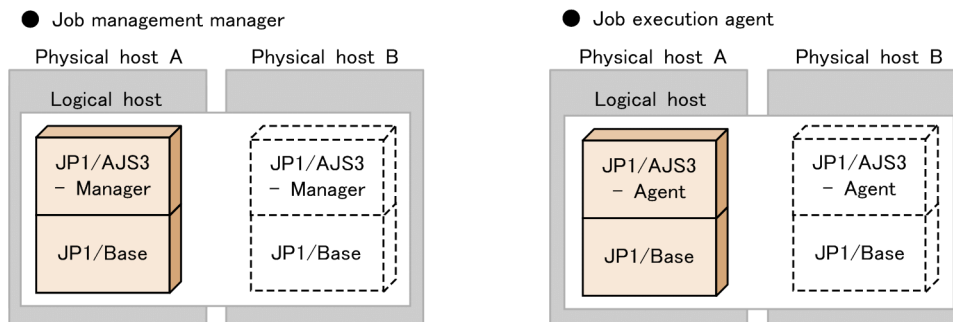 ● Job management manager
Physical host A
Physical host B
Logical host
JP1/AJS3
- Manager
JP1/Base
JP1/AJS3
- Manager
JP1/Base
● Job execution agent
Physical host A
Physical host B
Logical host
JP1/AJS3
- Agent
JP1/Base
JP1/AJS3
- Agent
JP1/Base